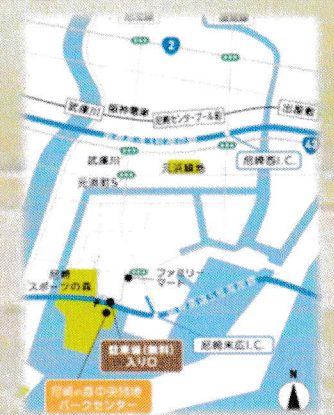 2
武庫川
阪神電車
尼崎センタープール前
出屋敷
43
武庫川
元浜緑地
尼崎西I.C.
元浜町5
尼崎
スポーツの森
ファミリー
マート
駐車場(有料)
入り口
尼崎末広I.C.
尼崎の森中央緑地
パークセンター
N